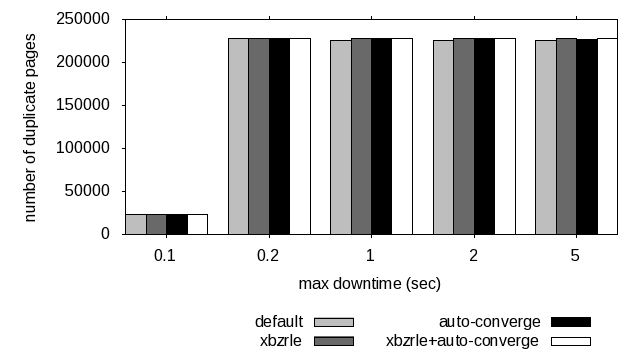 250000
200000
150000
100000
50000
0
number of duplicate pages
0.1 0.2 1 2 5
max downtime (sec)
default auto-converge
xbzrle xbzrle+auto-converge